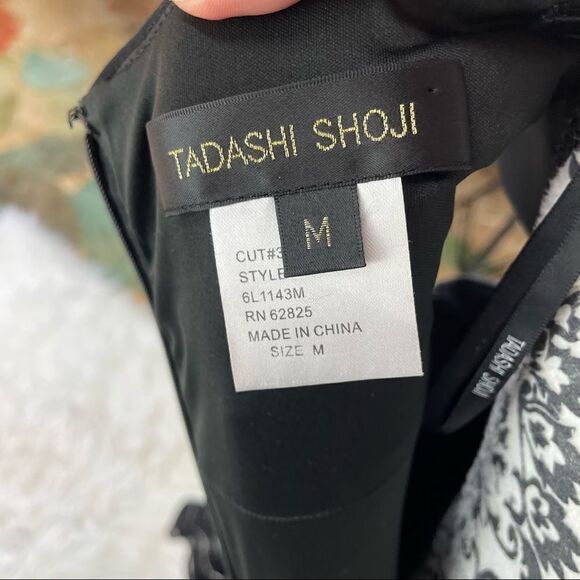 TADASHI SHOJI
M
CUT#3
STYLE
6L1143M
RN 62825
MADE IN CHINA
SIZE M
TADASHI SHOJI